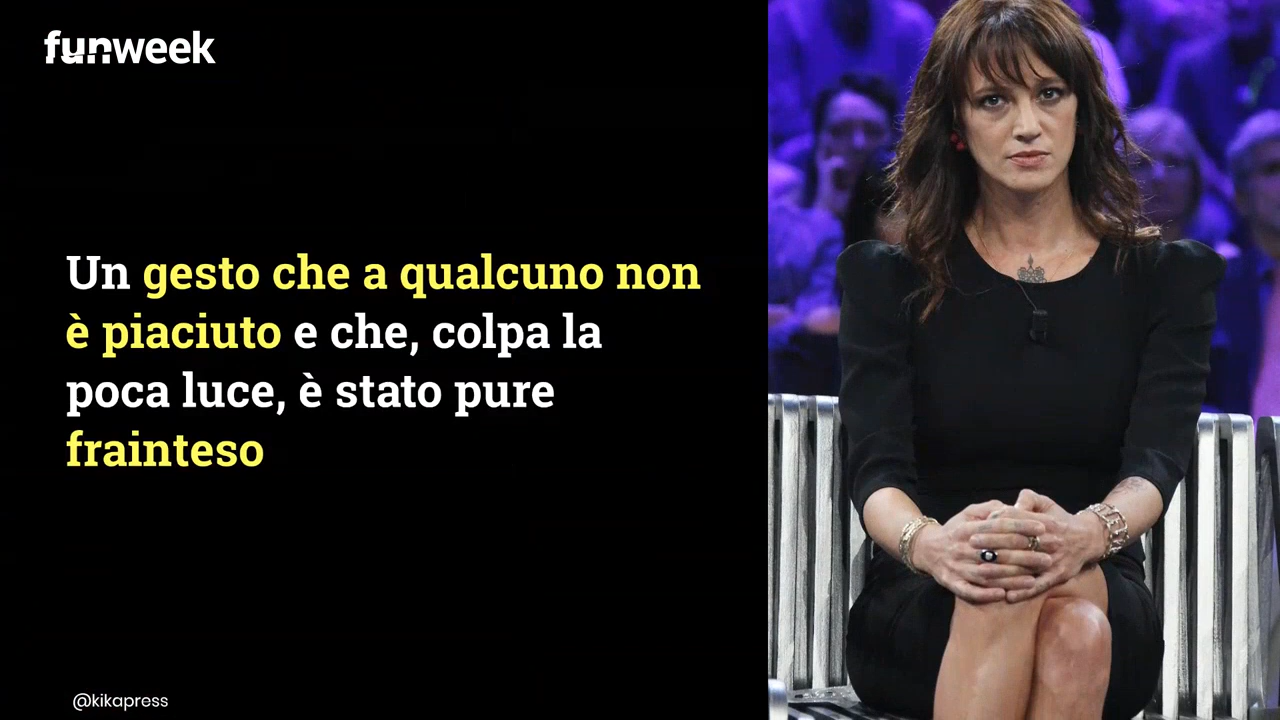 funweek
Un gesto che a qualcuno non
è piaciuto e che, colpa la
poca luce, è stato pure
frainteso
@kikapress